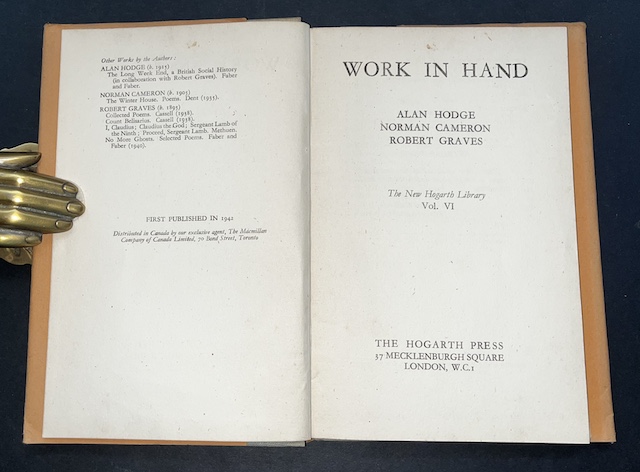 Other Works by the Authors:
ALAN HODGE (b. 1915)
The Long Week End, a British Social History
(in collaboration with Robert Graves). Faber
and Faber.
NORMAN CAMERON (b. 1905)
The Winter House. Poems. Dent (1935).
ROBERT GRAVES (b. 1895)
Collected Poems. Cassell (1938).
Count Belisarius. Cassell (1938).
I, Claudius; Claudius the God; Sergeant Lamb of
the Ninth; Proceed, Sergeant Lamb. Methuen.
No More Ghosts. Selected Poems. Faber and
Faber (1940).
FIRST PUBLISHED IN 1942
Distributed in Canada by our exclusive agent, The Macmillan
Company of Canada Limited, 70 Bond Street, Toronto
WORK IN HAND
ALAN HODGE
NORMAN CAMERON
ROBERT GRAVES
The New Hogarth Library
Vol. VI
THE HOGARTH PRESS
37 MECKLENBURGH SQUARE
LONDON, W.C.1